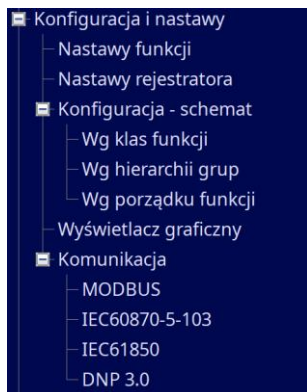 Konfiguracja i nastawy
Nastawy funkcji
Nastawy rejestratora
Konfiguracja - schemat
Wg klas funkcji
Wg hierarchii grup
Wg porządku funkcji
Wyświetlacz graficzny
Komunikacja
MODBUS
IEC60870-5-103
IEC61850
DNP 3.0